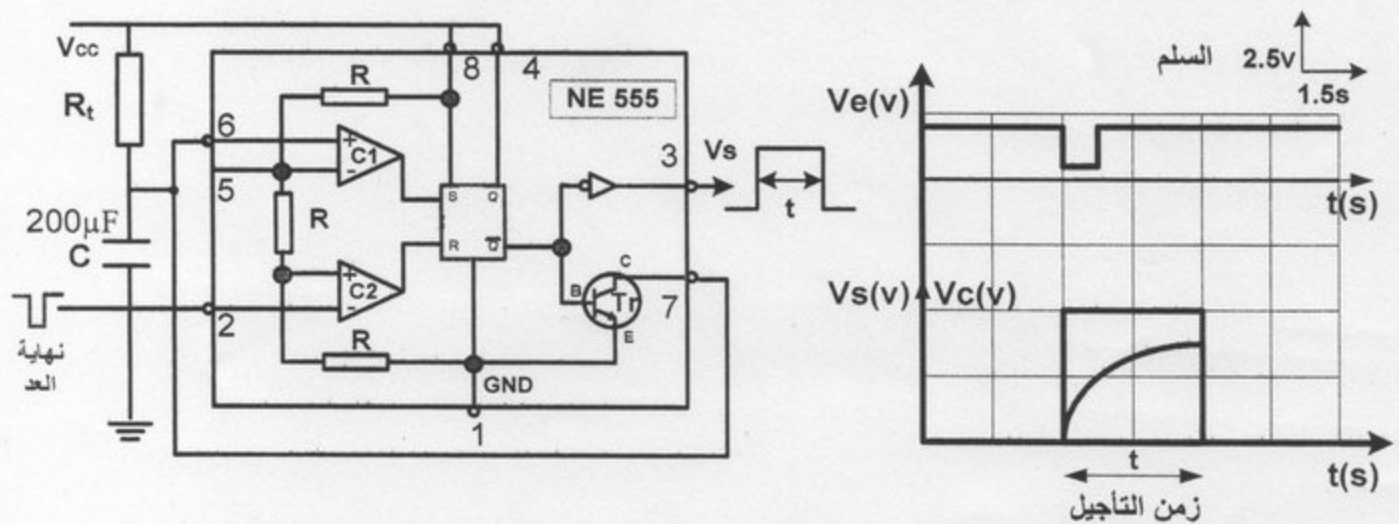 Vcc
Rt
200µF
C
نهاية
العد
R
R
R
6
5
2
8
4
NE 555
C1
C2
S
Q
R
Q̅
3
7
1
GND
B
C
E
Tr
Vs
t
السلم
2.5v
1.5s
Ve(v)
t(s)
Vs(v) Vc(v)
t
t(s)
زمن التأجيل